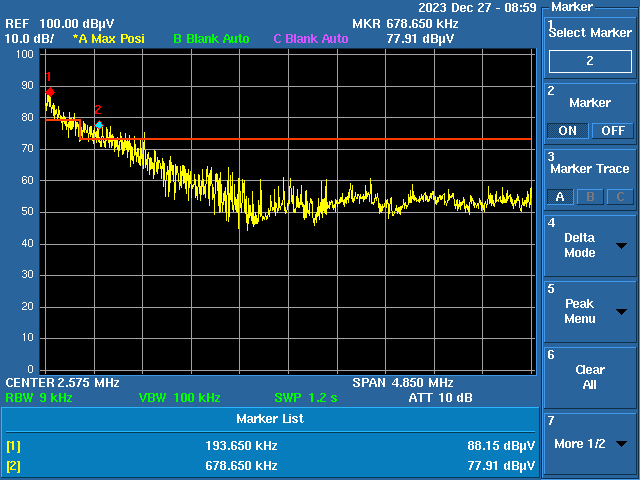 2023 Dec 27 - 08:59
Marker
REF 100.00 dBµV
MKR 678.650 kHz
10.0 dB/ *A Max Posi B Blank Auto C Blank Auto 77.91 dBµV
100
90
80
70
60
50
40
30
20
10
0
1
2
CENTER 2.575 MHz SPAN 4.850 MHz
RBW 9 kHz VBW 100 kHz SWP 1.2 s ATT 10 dB
Marker List
[1] 193.650 kHz 88.15 dBµV
[2] 678.650 kHz 77.91 dBµV
1
Select Marker
2
2
Marker
ON OFF
3
Marker Trace
A B C
4
Delta
Mode
5
Peak
Menu
6
Clear
All
7
More 1/2